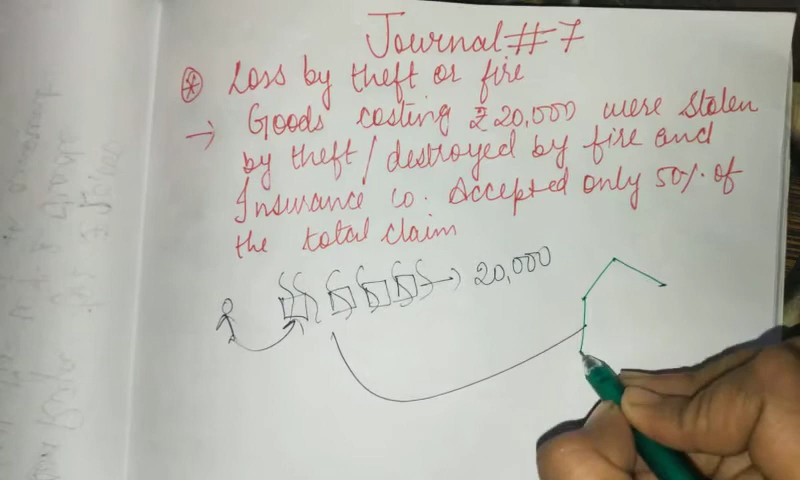 Journal #7
⊛ Loss by theft or fire
→ Goods costing ₹20,000 were stolen
by theft / destroyed by fire and
Insurance co. Accepted only 50% of
the total claim
→ 20,000